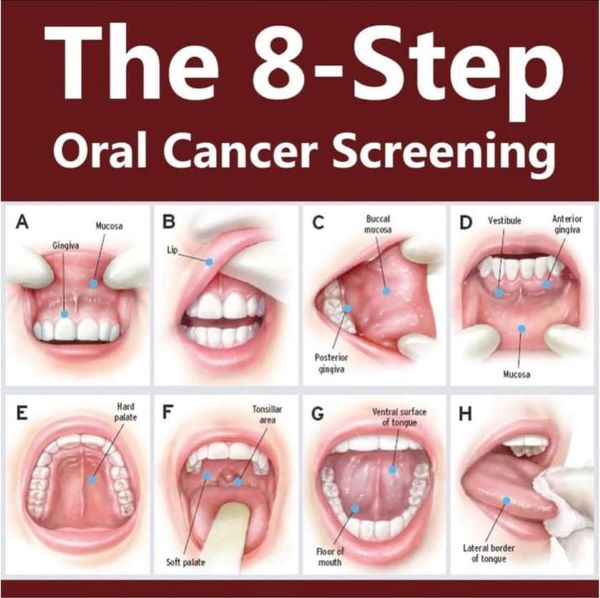 The 8-Step
Oral Cancer Screening
A
Mucosa
Gingiva
B
Lip
C
Buccal
mucosa
Posterior
gingiva
D
Vestibule
Anterior
gingiva
Mucosa
E
Hard
palate
F
Tonsillar
area
Soft palate
G
Ventral surface
of tongue
Floor of
mouth
H
Lateral border
of tongue